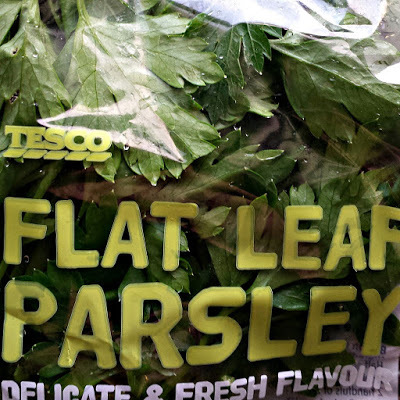 TESCO
FLAT LEAF
PARSLEY
DELICATE & FRESH FLAVOUR